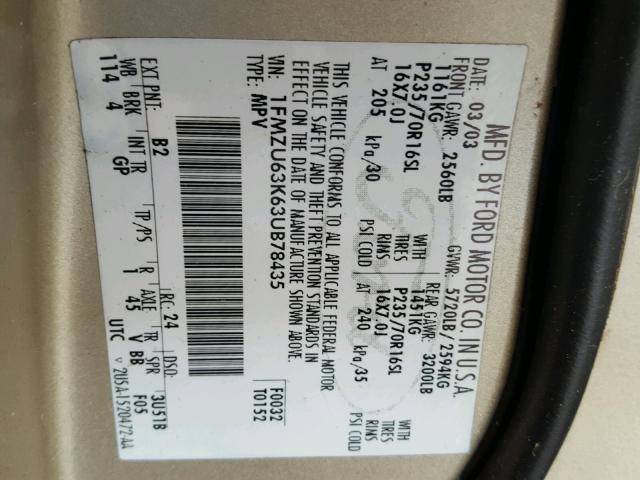 MFD. BY FORD MOTOR CO. IN U.S.A.
DATE: 03/03 GVWR: 5720LB / 2594KG
FRONT GAWR: 2560LB REAR GAWR: 3200LB
1161KG WITH 1451KG WITH
P235/70R16SL TIRES P235/70R16SL TIRES
16X7.0J RIMS 16X7.0J RIMS
AT 205 kPa/30 PSI COLD AT 240 kPa/35 PSI COLD
THIS VEHICLE CONFORMS TO ALL APPLICABLE FEDERAL MOTOR
VEHICLE SAFETY AND THEFT PREVENTION STANDARDS IN
EFFECT ON THE DATE OF MANUFACTURE SHOWN ABOVE.
VIN: 1FMZU63K63UB78435 F0032
TYPE: MPV T0152
EXT PNT: B2 RC: 24 DSO:
WB BRK INT TR TP/PS R AXLE TR SPR 3U51B
114 4 GP 1 45 V BB F05
UTC
2U5A-1520472-AA